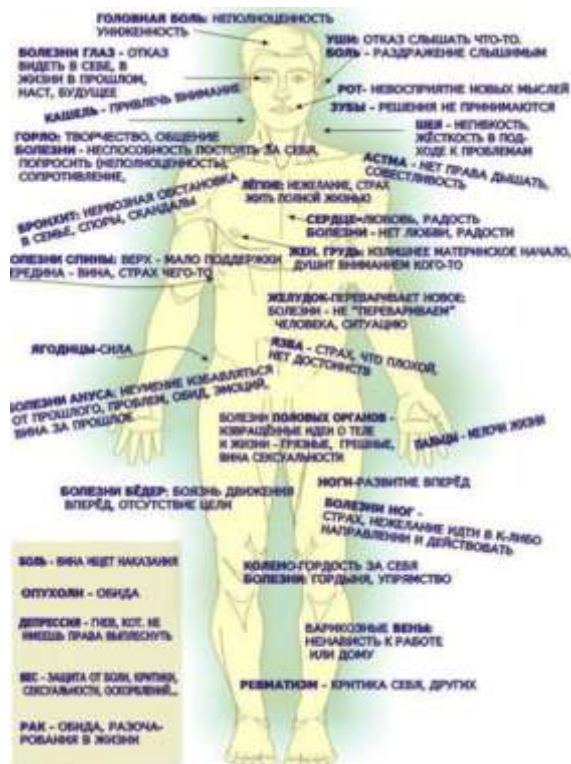 ГОЛОВНАЯ БОЛЬ: НЕПОЛНОЦЕННОСТЬ
УНИЖЕННОСТЬ
УШИ: ОТКАЗ СЛЫШАТЬ ЧТО-ТО.
БОЛЬ - РАЗДРАЖЕНИЕ СЛЫШИМЫМ
БОЛЕЗНИ ГЛАЗ - ОТКАЗ
ВИДЕТЬ В СЕБЕ, В
ЖИЗНИ В ПРОШЛОМ,
НАСТ, БУДУЩЕЕ
РОТ- НЕВОСПРИЯТИЕ НОВЫХ МЫСЛЕЙ
ЗУБЫ - РЕШЕНИЯ НЕ ПРИНИМАЮТСЯ
КАШЕЛЬ - ПРИВЛЕЧЬ ВНИМАНИЕ
ШЕЯ - НЕГИБКОСТЬ,
ЖЁСТКОСТЬ В ПОД-
ХОДЕ К ПРОБЛЕМАМ
ГОРЛО: ТВОРЧЕСТВО, ОБЩЕНИЕ
БОЛЕЗНИ - НЕСПОСОБНОСТЬ ПОСТОЯТЬ ЗА СЕБЯ,
ПОПРОСИТЬ (НЕПОЛНОЦЕННОСТЬ),
СОПРОТИВЛЕНИЕ,
АСТМА - НЕТ ПРАВА ДЫШАТЬ,
СОВЕСТЛИВОСТЬ
ЛЁГКИЕ: НЕЖЕЛАНИЕ, СТРАХ
ЖИТЬ ПОЛНОЙ ЖИЗНЬЮ
БРОНХИТ: НЕРВОЗНАЯ ОБСТАНОВКА
В СЕМЬЕ, СПОРЫ, СКАНДАЛЫ
СЕРДЦЕ-ЛЮБОВЬ, РАДОСТЬ
БОЛЕЗНИ - НЕТ ЛЮБВИ, РАДОСТИ
ОЛЕЗНИ СПИНЫ: ВЕРХ - МАЛО ПОДДЕРЖКИ
ЕРЕДИНА - ВИНА, СТРАХ ЧЕГО-ТО
ЖЕН. ГРУДЬ: ИЗЛИШНЕЕ МАТЕРИНСКОЕ НАЧАЛО,
ДУШИТ ВНИМАНИЕМ КОГО-ТО
ЖЕЛУДОК-ПЕРЕВАРИВАЕТ НОВОЕ:
БОЛЕЗНИ - НЕ "ПЕРЕВАРИВАЕМ"
ЧЕЛОВЕКА, СИТУАЦИЮ
ЯГОДИЦЫ-СИЛА
ЯЗВА - СТРАХ, ЧТО ПЛОХОЙ,
НЕТ ДОСТОИНСТВ
БОЛЕЗНИ АНУСА: НЕУМЕНИЕ ИЗБАВЛЯТЬСЯ
ОТ ПРОШЛОГО, ПРОБЛЕМ, ОБИД, ЭМОЦИЙ,
ВИНА ЗА ПРОШЛОЕ
БОЛЕЗНИ ПОЛОВЫХ ОРГАНОВ -
ИЗВРАЩЁННЫЕ ИДЕИ О ТЕЛЕ
И ЖИЗНИ - ГРЯЗНЫЕ, ГРЕШНЫЕ,
ВИНА СЕКСУАЛЬНОСТИ
ПАЛЬЦЫ - МЕЛОЧИ ЖИЗНИ
НОГИ-РАЗВИТИЕ ВПЕРЁД
БОЛЕЗНИ БЁДЕР: БОЯЗНЬ ДВИЖЕНИЯ
ВПЕРЁД, ОТСУТСТВИЕ ЦЕЛИ
БОЛЕЗНИ НОГ -
СТРАХ, НЕЖЕЛАНИЕ ИДТИ В К-ЛИБО
НАПРАВЛЕНИИ И ДЕЙСТВОВАТЬ
КОЛЕНО-ГОРДОСТЬ ЗА СЕБЯ
БОЛЕЗНИ: ГОРДЫНЯ, УПРЯМСТВО
БОЛЬ - ВИНА ИЩЕТ НАКАЗАНИЯ
ОПУХОЛИ - ОБИДА
ДЕПРЕССИЯ - ГНЕВ, КОТ. НЕ
ИМЕЕШЬ ПРАВА ВЫПЛЕСНУТЬ
ВАРИКОЗНЫЕ ВЕНЫ:
НЕНАВИСТЬ К РАБОТЕ
ИЛИ ДОМУ
ВЕС - ЗАЩИТА ОТ БОЛИ, КРИТИКИ,
СЕКСУАЛЬНОСТИ, ОСКОРБЛЕНИЙ...
РЕВМАТИЗМ - КРИТИКА СЕБЯ, ДРУГИХ
РАК - ОБИДА, РАЗОЧА-
РОВАНИЯ В ЖИЗНИ